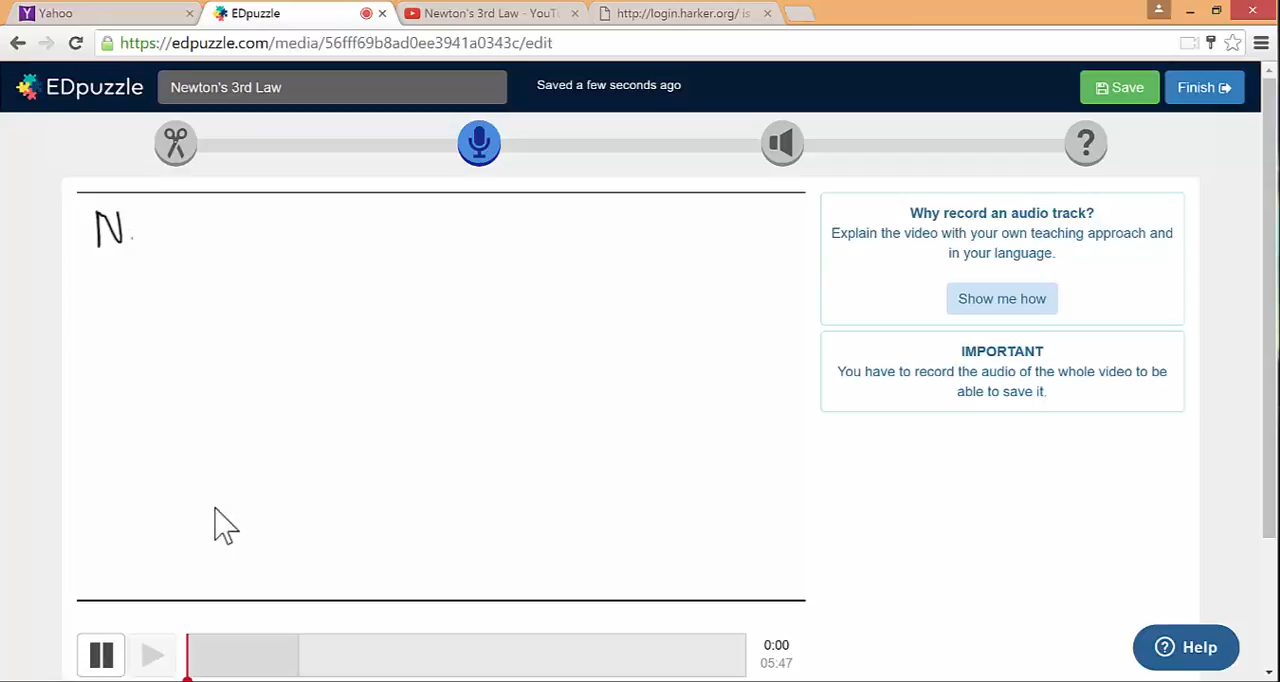 Yahoo
EDpuzzle
Newton's 3rd Law - YouT
http://login.harker.org/ is
https://edpuzzle.com/media/56fff69b8ad0ee3941a0343c/edit
EDpuzzle
Newton's 3rd Law
Saved a few seconds ago
Save
Finish
?
N.
Why record an audio track?
Explain the video with your own teaching approach and
in your language.
Show me how
IMPORTANT
You have to record the audio of the whole video to be
able to save it.
0:00
05:47
Help